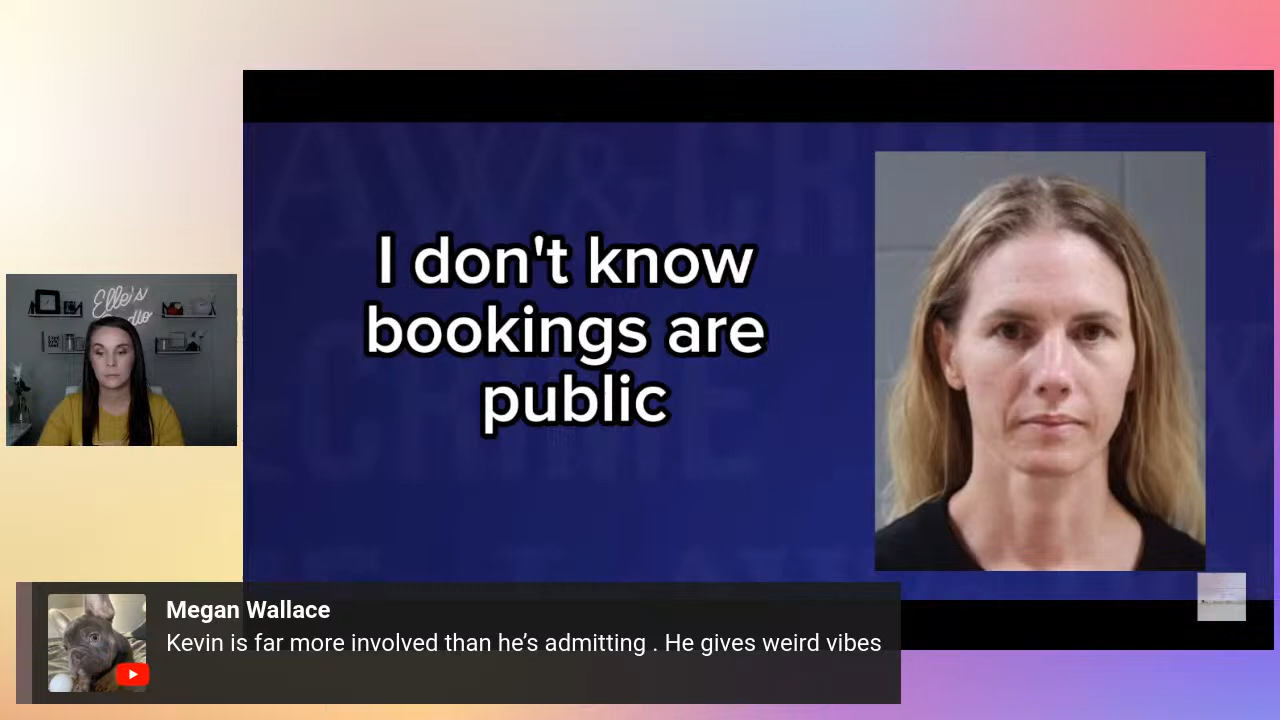 Elle's
I don't know
bookings are
public
Megan Wallace
Kevin is far more involved than he’s admitting . He gives weird vibes